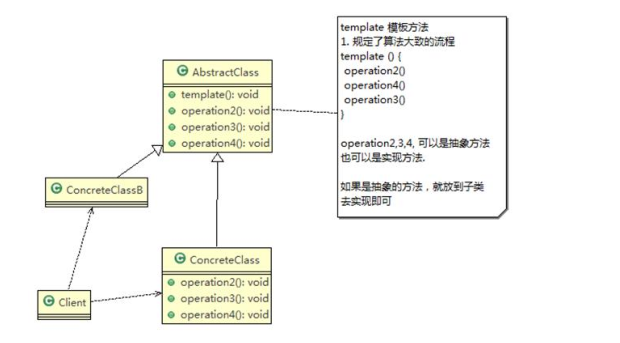 AbstractClass
template(): void
operation2(): void
operation3(): void
operation4(): void
template 模板方法
1. 规定了算法大致的流程
template () {
operation2()
operation4()
operation3()
}
operation2,3,4, 可以是抽象方法
也可以是实现方法.
如果是抽象的方法，就放到子类
去实现即可
ConcreteClassB
ConcreteClass
operation2(): void
operation3(): void
operation4(): void
Client